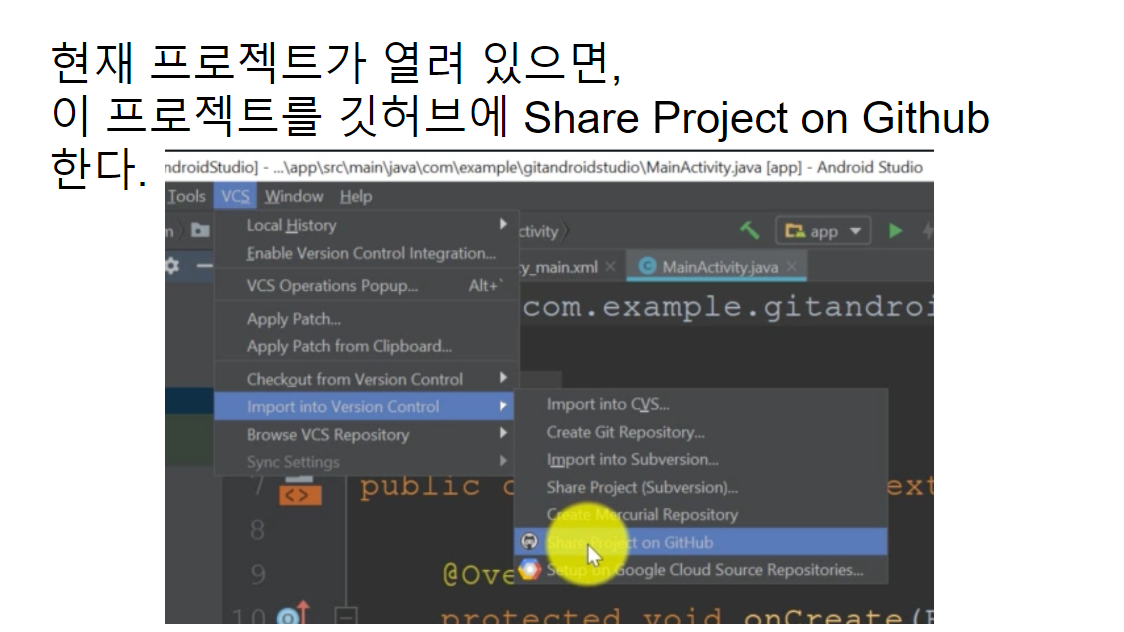 현재 프로젝트가 열려 있으면,
이 프로젝트를 깃허브에 Share Project on Github
한다.
ndroidStudio] - ...\app\src\main\java\com\example\gitandroidstudio\MainActivity.java [app] - Android Studio
Tools VCS Window Help
Local History
ctivity
app
Enable Version Control Integration...
y_main.xml
MainActivity.java
VCS Operations Popup... Alt+`
com.example.gitandroi
Apply Patch...
Apply Patch from Clipboard...
Checkout from Version Control
Import into Version Control
Import into CVS...
Browse VCS Repository
Create Git Repository...
Sync Settings
Import into Subversion...
7 public c ext
Share Project (Subversion)...
8
Create Mercurial Repository
Share Project on GitHub
9 @Ove
Setup on Google Cloud Source Repositories...
10 protected void onCreate(